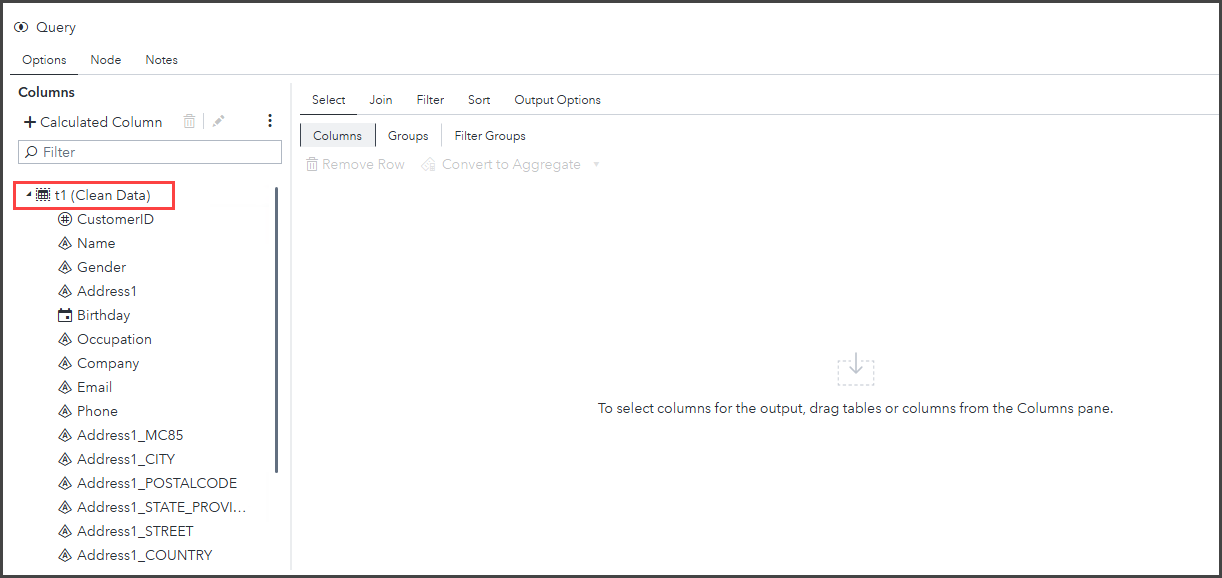 Query
Options Node Notes
Columns
Calculated Column
Filter
t1 (Clean Data)
CustomerID
Name
Gender
Address1
Birthday
Occupation
Company
Email
Phone
Address1_MC85
Address1_CITY
Address1_POSTALCODE
Address1_STATE_PROVI...
Address1_STREET
Address1_COUNTRY
Select Join Filter Sort Output Options
Columns Groups Filter Groups
Remove Row Convert to Aggregate
To select columns for the output, drag tables or columns from the Columns pane.